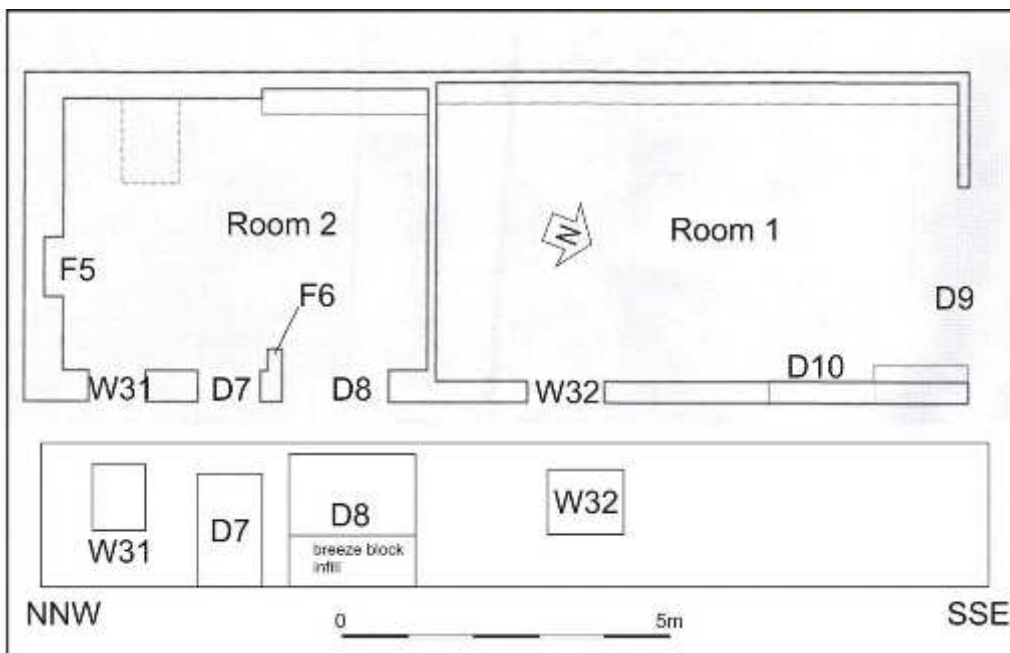 Room 2
Room 1
N
F5
F6
D9
D10
W31
D7
D8
W32
W31
D7
D8
breeze block
infill
W32
NNW
0
5m
SSE